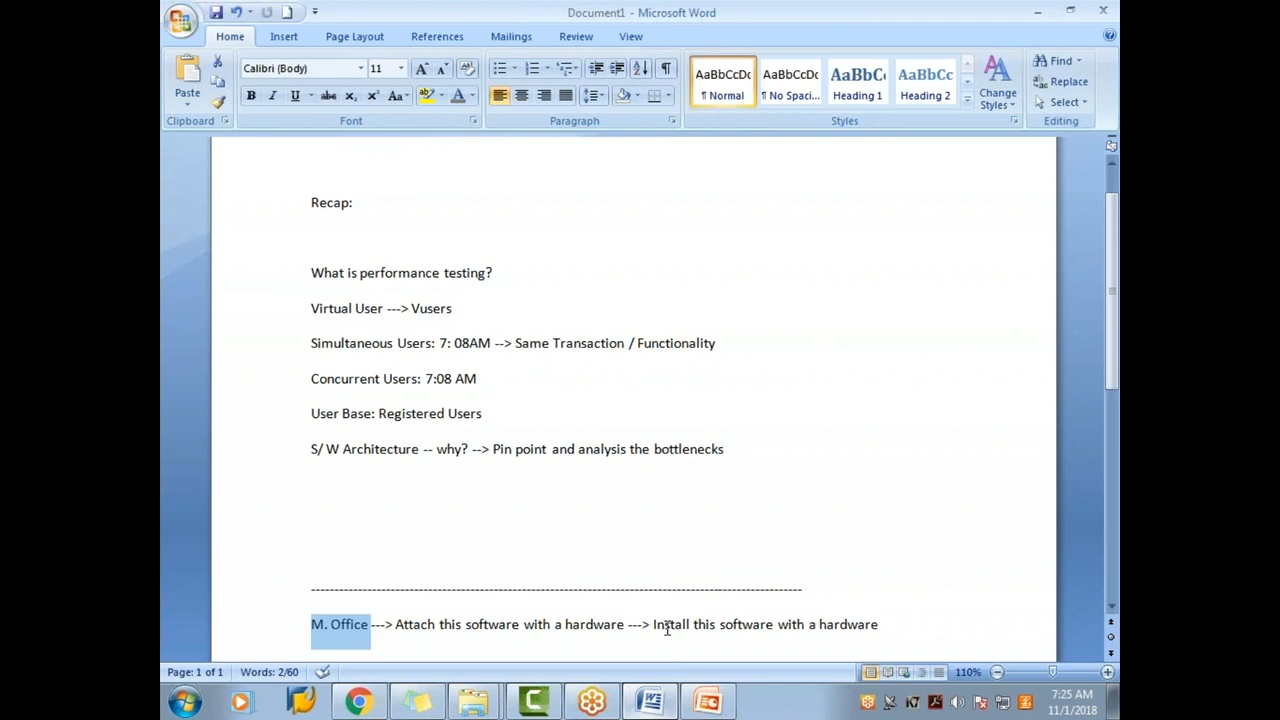 Document1 - Microsoft Word
Home Insert Page Layout References Mailings Review View
Calibri (Body) 11
AaBbCcDc AaBbCcDc AaBbC AaBbCc
Paste
B I U abc x₂ x² Aa A
¶ Normal ¶ No Spaci... Heading 1 Heading 2
Change Styles
Find
Replace
Select
Clipboard Font Paragraph Styles Editing
Recap:
What is performance testing?
Virtual User ---> Vusers
Simultaneous Users: 7: 08AM --> Same Transaction / Functionality
Concurrent Users: 7:08 AM
User Base: Registered Users
S/ W Architecture -- why? --> Pin point and analysis the bottlenecks
---------------------------------------------------------------------------------------------------------
M. Office ---> Attach this software with a hardware ---> Install this software with a hardware
Page: 1 of 1 Words: 2/60 110%
7:25 AM
11/1/2018